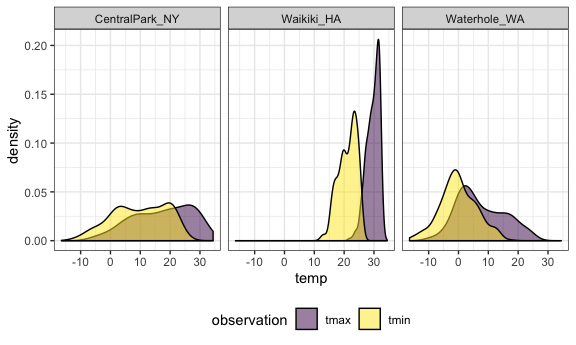 CentralPark_NY Waikiki_HA Waterhole_WA
0.20
0.15
0.10
0.05
0.00
density
-10 0 10 20 30 -10 0 10 20 30 -10 0 10 20 30
temp
observation tmax tmin